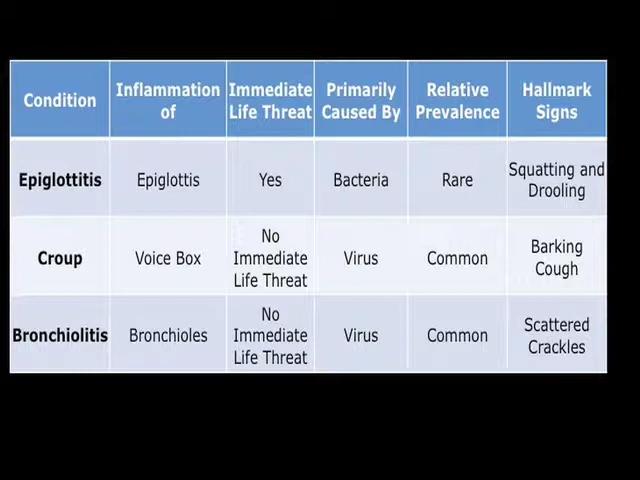 Condition
Inflammation of
Immediate Life Threat
Primarily Caused By
Relative Prevalence
Hallmark Signs
Epiglottitis
Epiglottis
Yes
Bacteria
Rare
Squatting and
Drooling
Croup
Voice Box
No
Immediate
Life Threat
Virus
Common
Barking
Cough
Bronchiolitis
Bronchioles
No
Immediate
Life Threat
Virus
Common
Scattered
Crackles